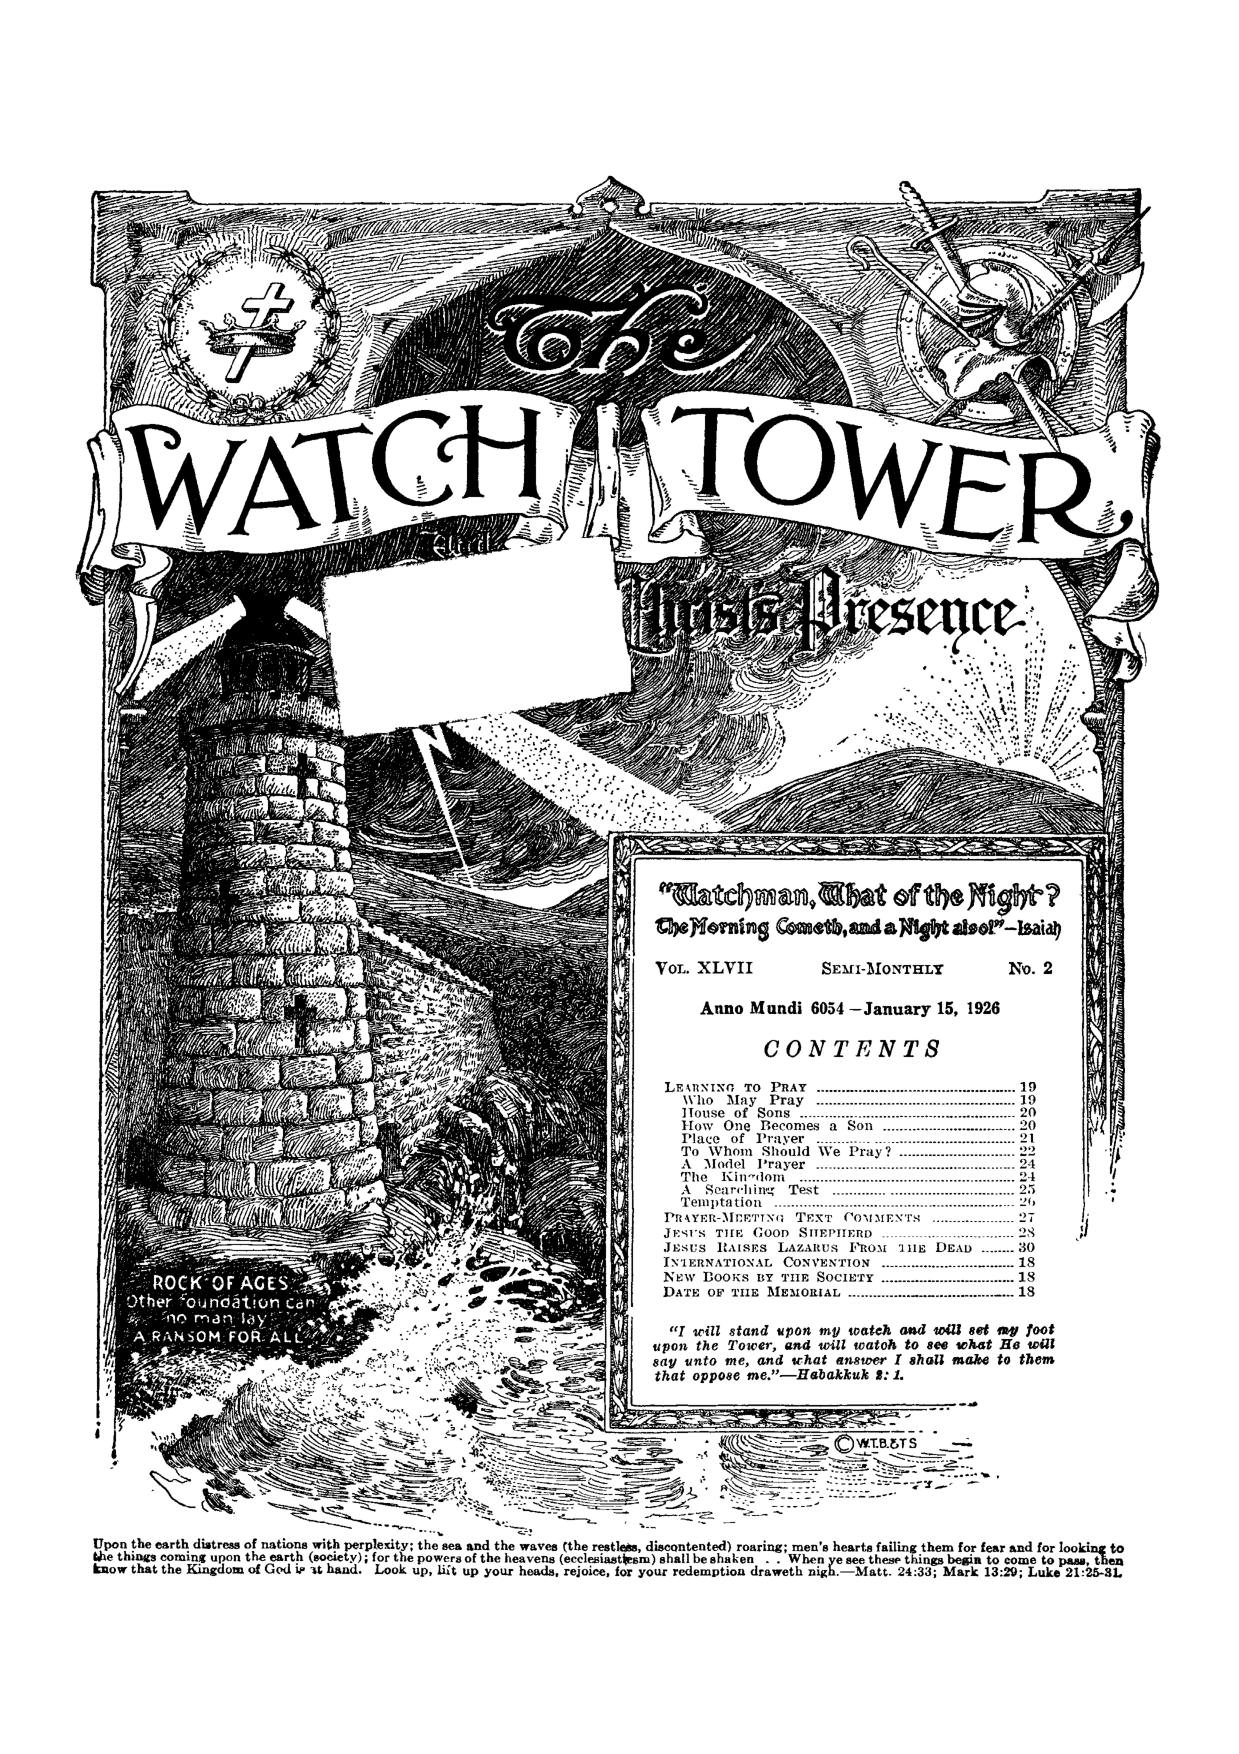 The
WATCH TOWER
Christ's Presence
"Watchman, What of the Night?
The Morning Cometh, and a Night also!"—Isaiah
VOL. XLVII SEMI-MONTHLY No. 2
Anno Mundi 6054—January 15, 1926
CONTENTS
LEARNING TO PRAY 19
Who May Pray 19
House of Sons 20
How One Becomes a Son 20
Place of Prayer 21
To Whom Should We Pray? 22
A Model Prayer 24
The Kingdom 24
A Searching Test 25
Temptation 26
PRAYER-MEETING TEXT COMMENTS 27
JESUS THE GOOD SHEPHERD 28
JESUS RAISES LAZARUS FROM THE DEAD 30
INTERNATIONAL CONVENTION 18
NEW BOOKS BY THE SOCIETY 18
DATE OF THE MEMORIAL 18
"I will stand upon my watch and will set my foot
upon the Tower, and will watch to see what He will
say unto me, and what answer I shall make to them
that oppose me."—Habakkuk 2:1.
ROCK OF AGES
Other foundation can
no man lay
A RANSOM FOR ALL
©W.T.B.&T.S
Upon the earth distress of nations with perplexity; the sea and the waves (the restless, discontented) roaring; men's hearts failing them for fear and for looking to
the things coming upon the earth (society); for the powers of the heavens (ecclesiasticsm) shall be shaken . . When ye see these things begin to come to pass, then
know that the Kingdom of God is at hand. Look up, lift up your heads, rejoice, for your redemption draweth nigh.—Matt. 24:33; Mark 13:29; Luke 21:25-31.